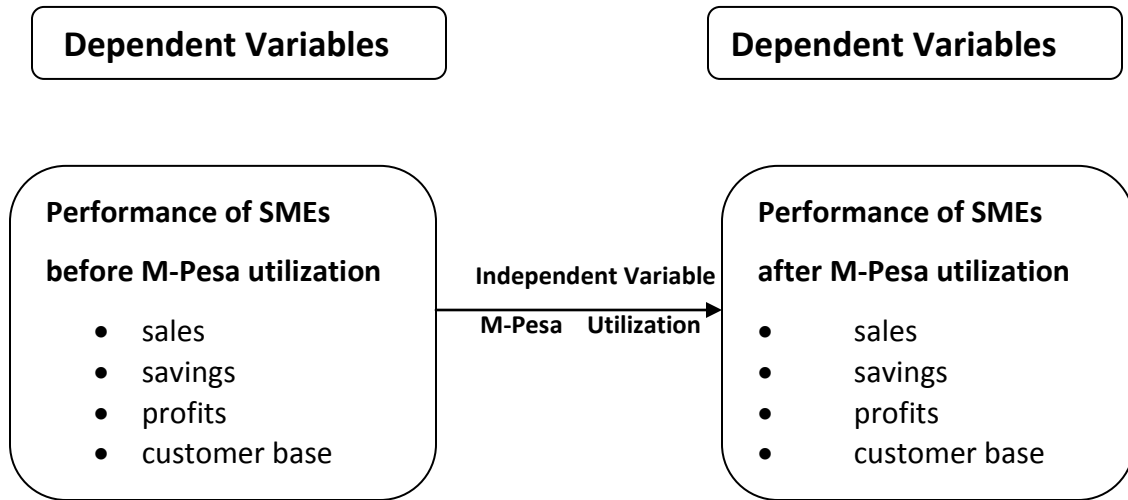 Dependent Variables
Dependent Variables
Performance of SMEs
before M-Pesa utilization
• sales
• savings
• profits
• customer base
Independent Variable
M-Pesa Utilization
Performance of SMEs
after M-Pesa utilization
• sales
• savings
• profits
• customer base